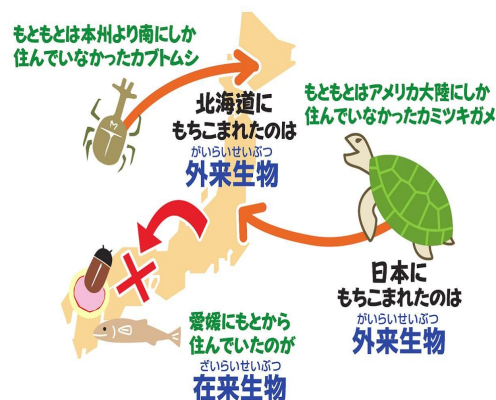 もともとは本州より南にしか
住んでいなかったカブトムシ
北海道に
もちこまれたのは
がいらいせいぶつ
外来生物
もともとはアメリカ大陸にしか
住んでいなかったカミツキガメ
日本に
もちこまれたのは
がいらいせいぶつ
外来生物
愛媛にもとから
住んでいたのが
ざいらいせいぶつ
在来生物